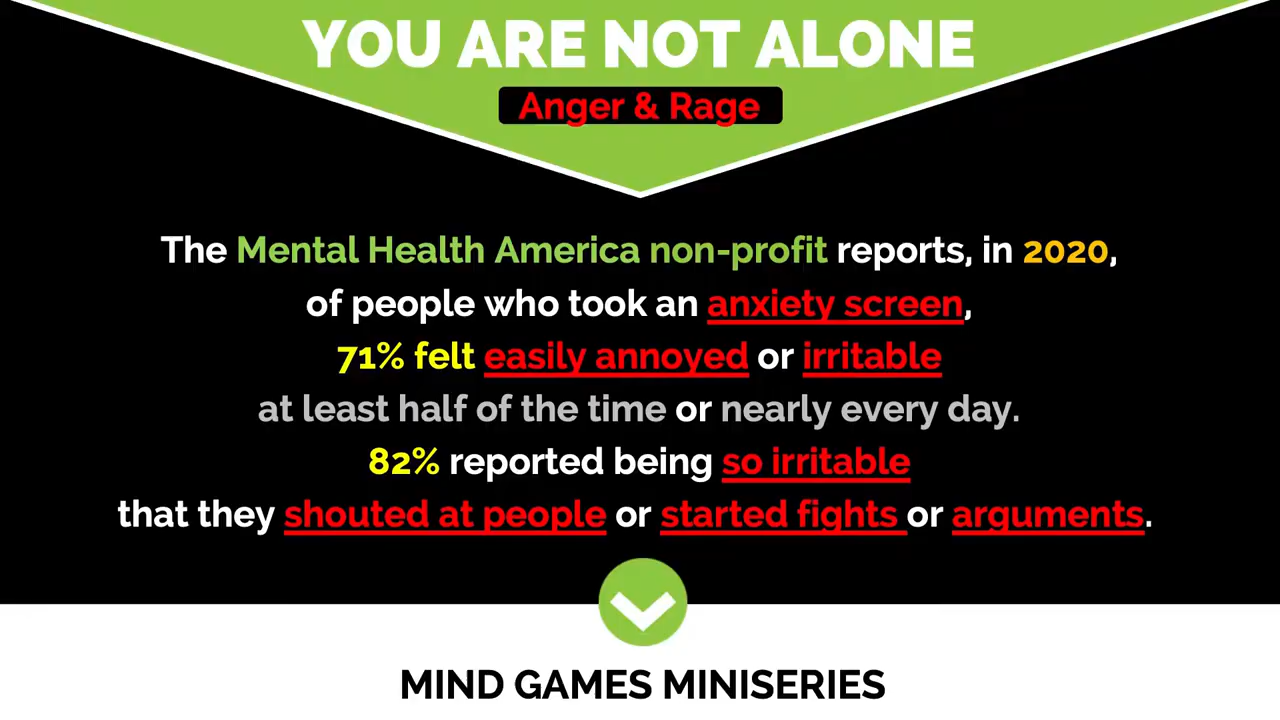 YOU ARE NOT ALONE
Anger & Rage
The Mental Health America non-profit reports, in 2020,
of people who took an anxiety screen,
71% felt easily annoyed or irritable
at least half of the time or nearly every day.
82% reported being so irritable
that they shouted at people or started fights or arguments.
MIND GAMES MINISERIES